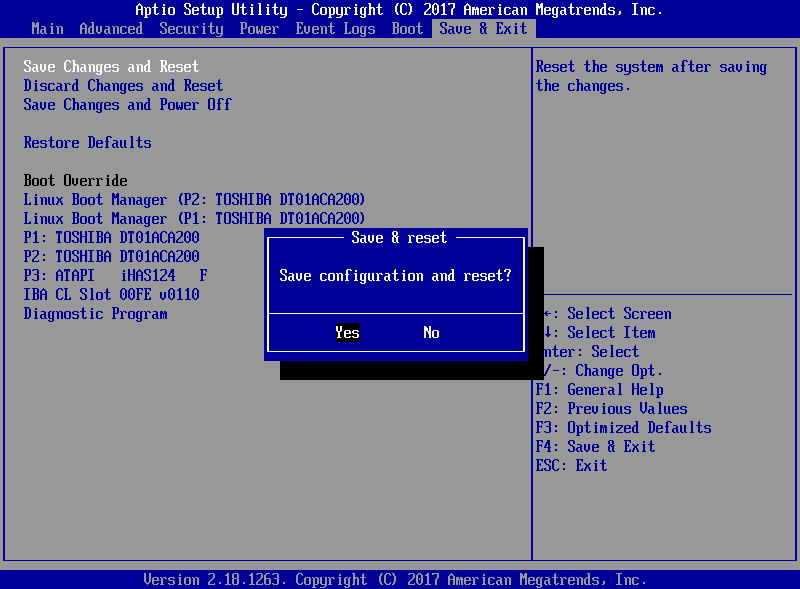 Aptio Setup Utility - Copyright (C) 2017 American Megatrends, Inc.
Main Advanced Security Power Event Logs Boot Save & Exit
Save Changes and Reset
Discard Changes and Reset
Save Changes and Power Off
Restore Defaults
Boot Override
Linux Boot Manager (P2: TOSHIBA DT01ACA200)
Linux Boot Manager (P1: TOSHIBA DT01ACA200)
P1: TOSHIBA DT01ACA200
P2: TOSHIBA DT01ACA200
P3: ATAPI iHAS124 F
IBA CL Slot 00FE v0110
Diagnostic Program
Save & reset
Save configuration and reset?
Yes No
Reset the system after saving
the changes.
←: Select Screen
↓: Select Item
nter: Select
/-: Change Opt.
F1: General Help
F2: Previous Values
F3: Optimized Defaults
F4: Save & Exit
ESC: Exit
Version 2.18.1263. Copyright (C) 2017 American Megatrends, Inc.